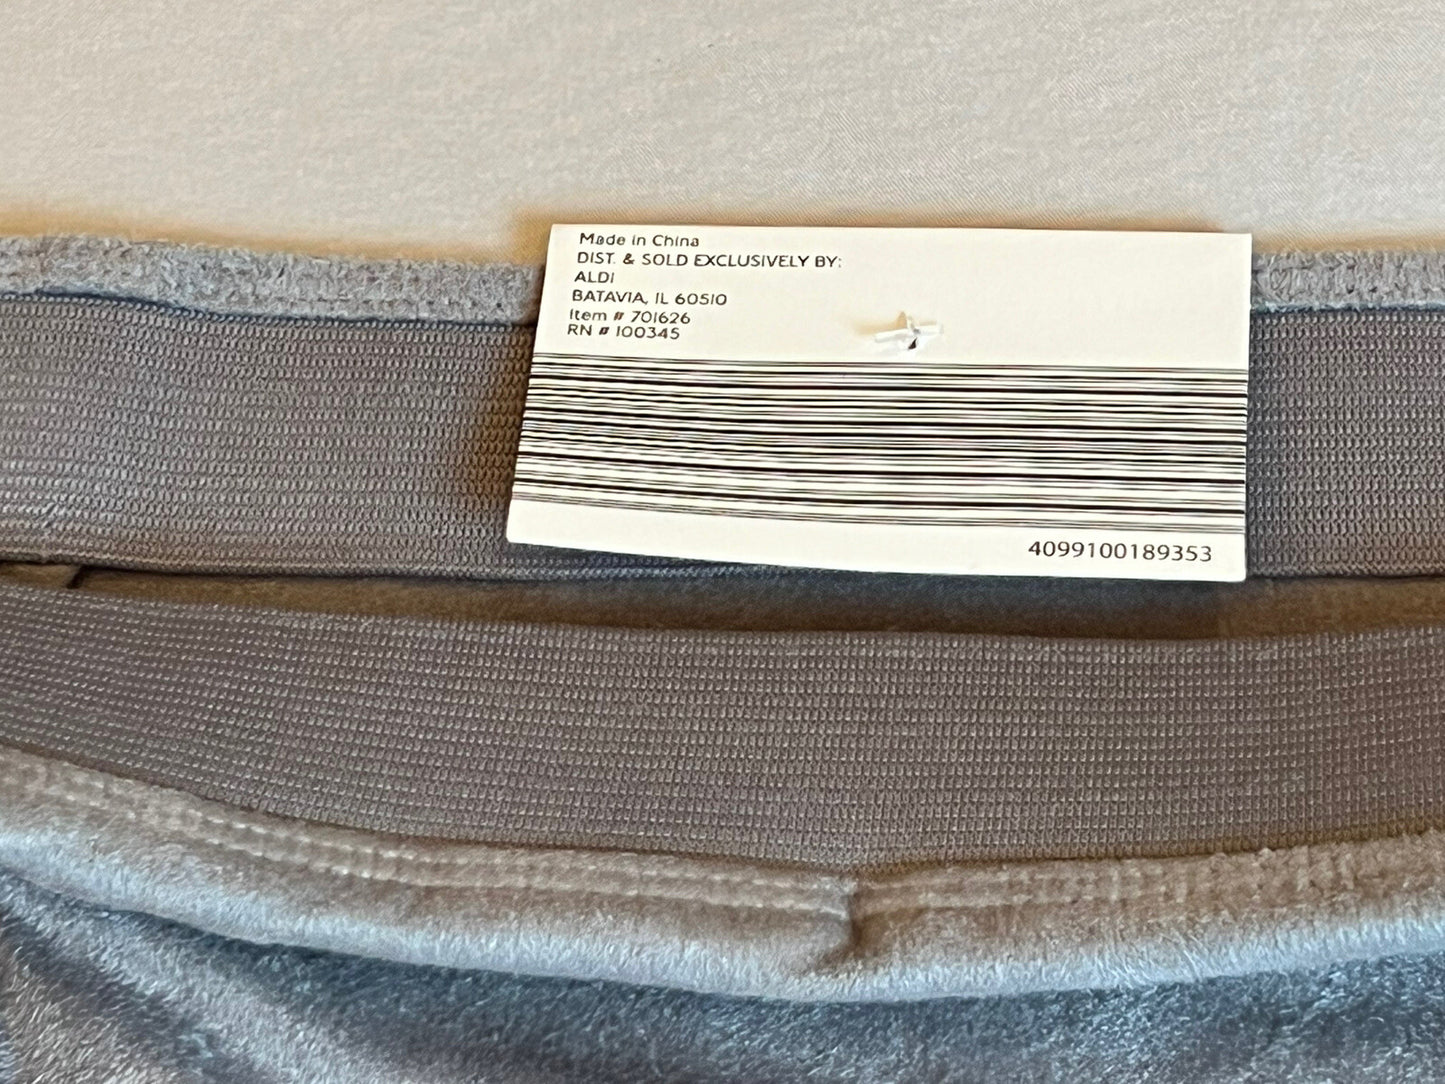 Made in China
DIST. & SOLD EXCLUSIVELY BY:
ALDI
BATAVIA, IL 60510
Item # 701626
RN # 100345
4099100189353